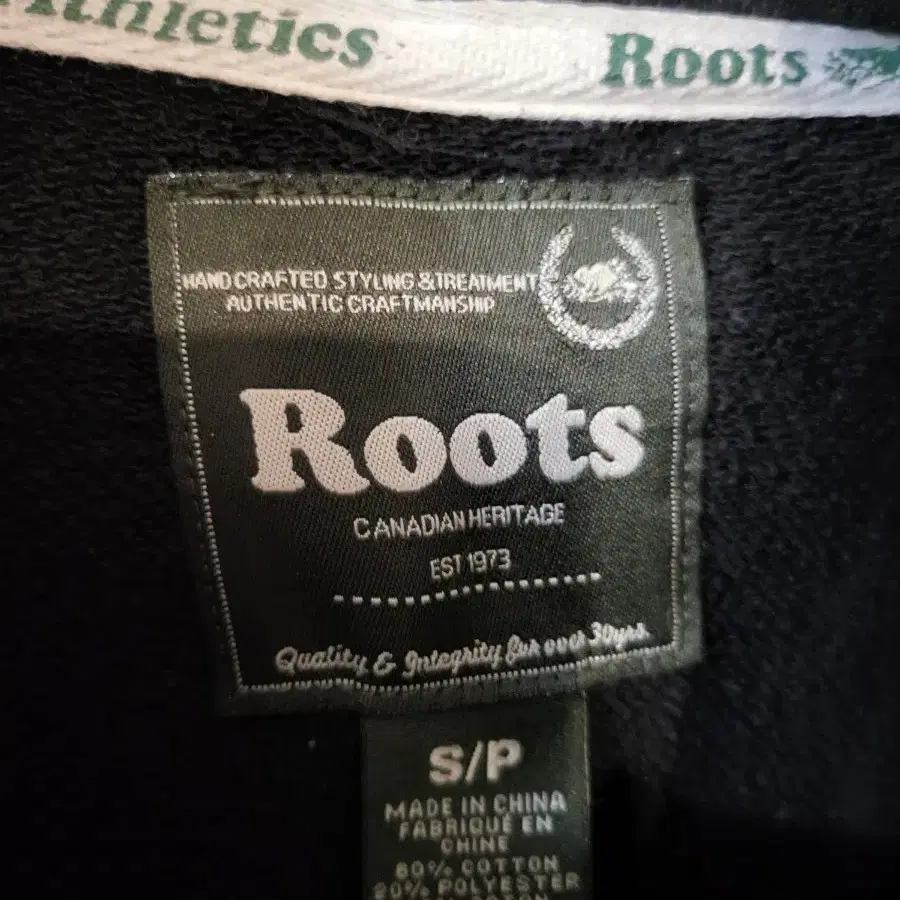 Athletics Roots
HAND CRAFTED STYLING & TREATMENT
AUTHENTIC CRAFTMANSHIP
Roots
CANADIAN HERITAGE
EST 1973
Quality & Integrity for over 30yrs.
S/P
MADE IN CHINA
FABRIQUÉ EN
CHINE
80% COTTON
20% POLYESTER